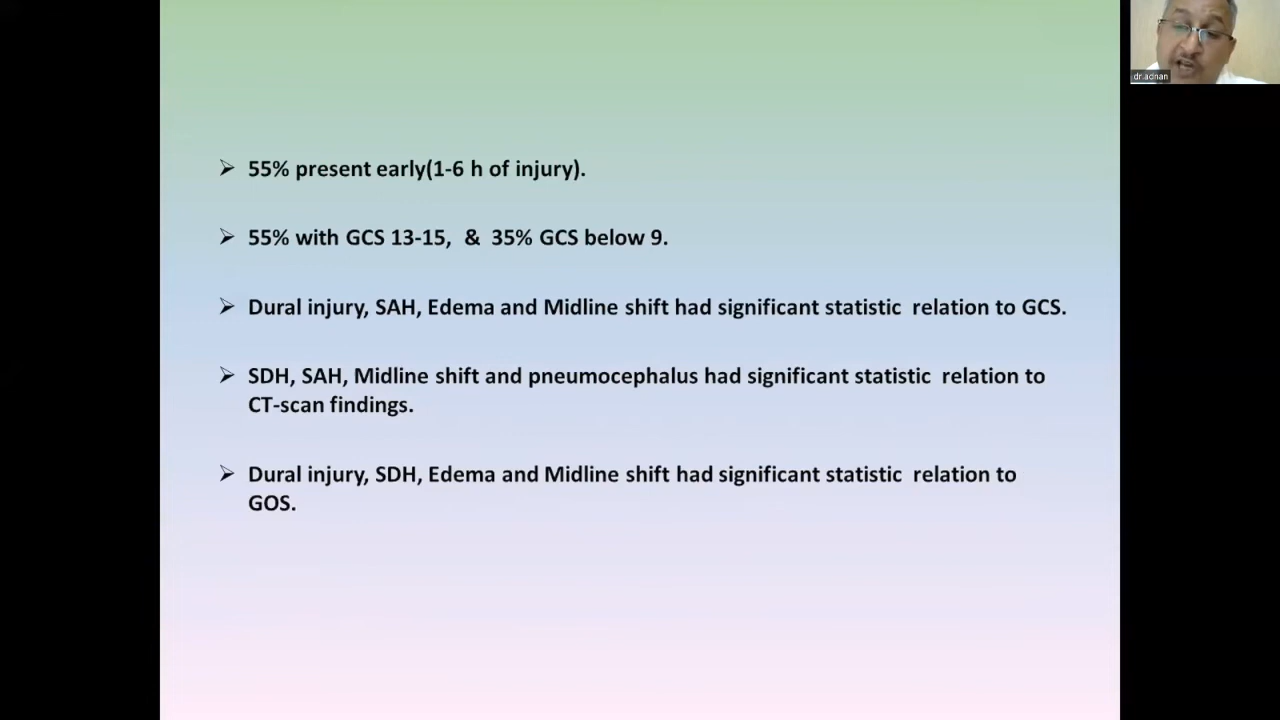 dr.adnan
➢ 55% present early(1-6 h of injury).
➢ 55% with GCS 13-15,  & 35% GCS below 9.
➢ Dural injury, SAH, Edema and Midline shift had significant statistic  relation to GCS.
➢ SDH, SAH, Midline shift and pneumocephalus had significant statistic  relation to
CT-scan findings.
➢ Dural injury, SDH, Edema and Midline shift had significant statistic  relation to
GOS.